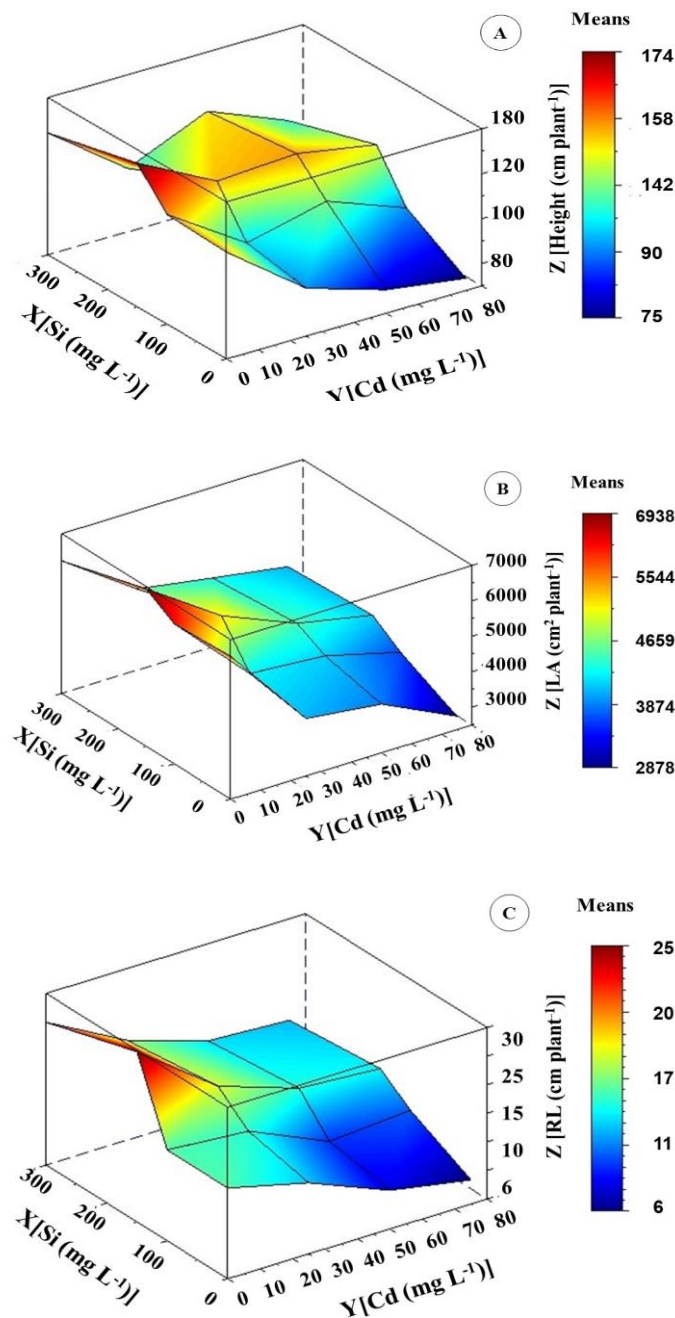 A
Means
174
158
142
90
75
180
120
100
80
Z [Height (cm plant-1)]
300
200
100
0
X[Si (mg L-1)]
0 10 20 30 40 50 60 70 80
Y[Cd (mg L-1)]
B
Means
6938
5544
4659
3874
2878
7000
6000
5000
4000
3000
Z [LA (cm2 plant-1)]
300
200
100
0
X[Si (mg L-1)]
0 10 20 30 40 50 60 70 80
Y[Cd (mg L-1)]
C
Means
25
20
17
11
6
30
25
15
10
6
Z [RL (cm plant-1)]
300
200
100
0
X[Si (mg L-1)]
0 10 20 30 40 50 60 70 80
Y[Cd (mg L-1)]